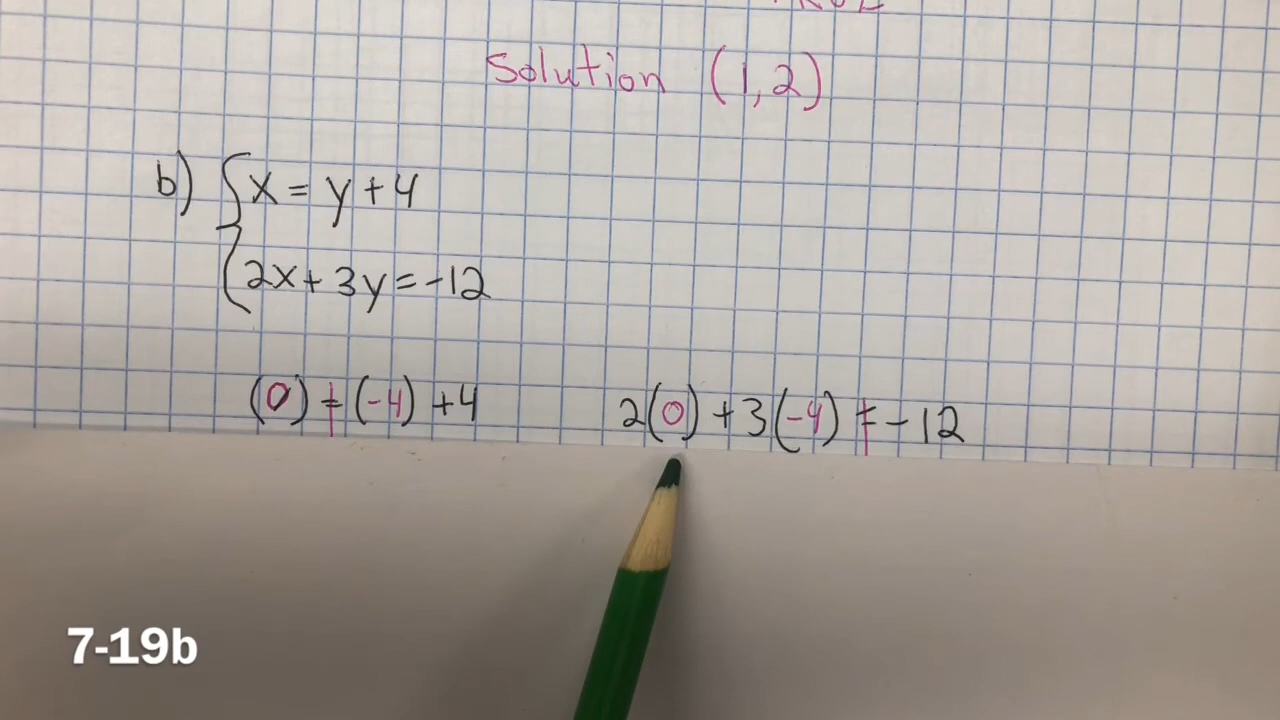 Solution (1,2)
b) { x = y + 4
2x + 3y = -12
(0) = (-4) + 4
2(0) + 3(-4) = -12
7-19b